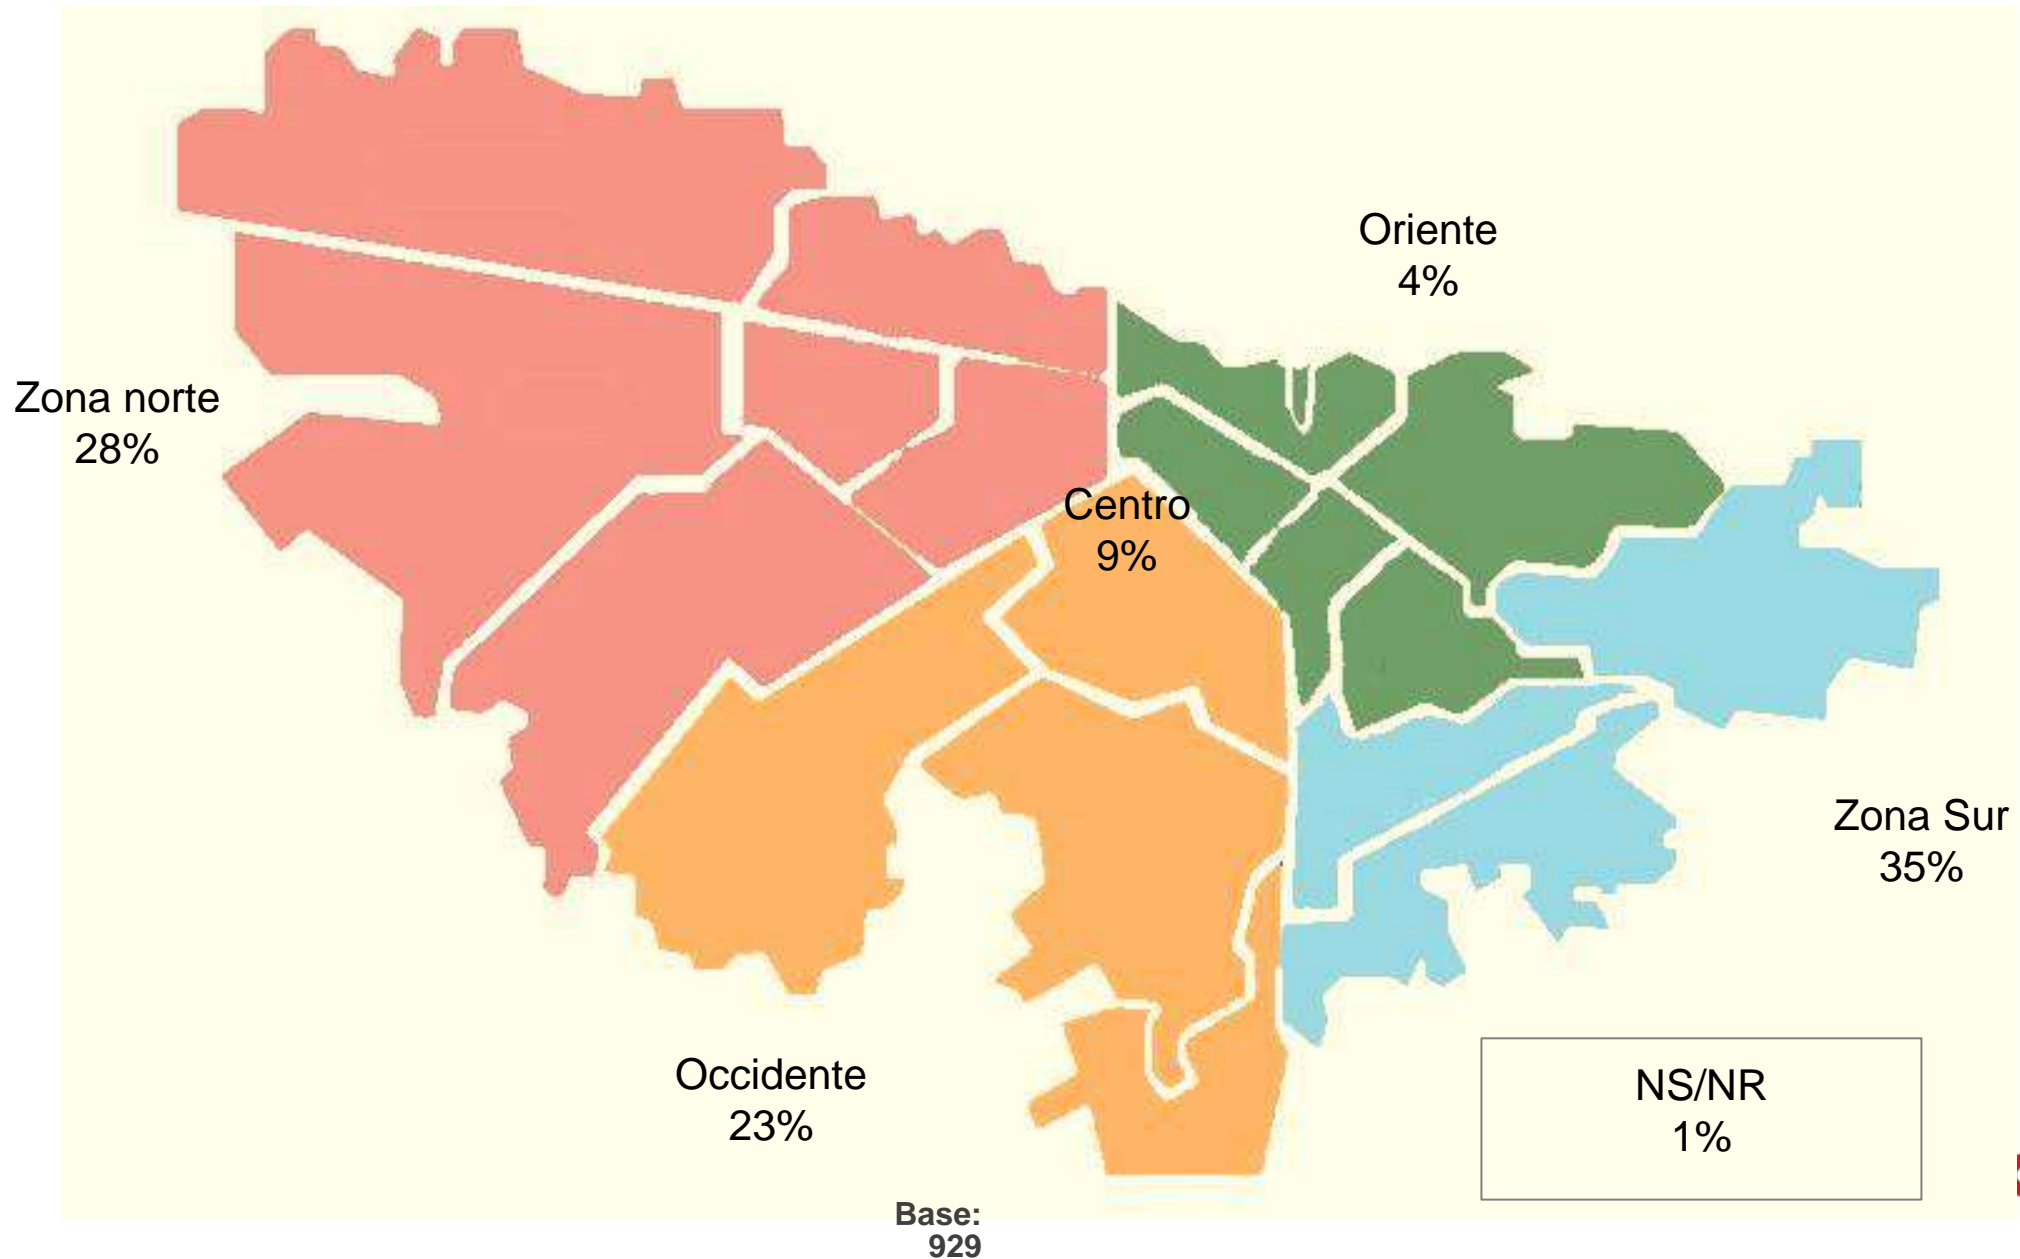 Oriente
4%
Zona norte
28%
Centro
9%
Zona Sur
35%
Occidente
23%
NS/NR
1%
Base:
929